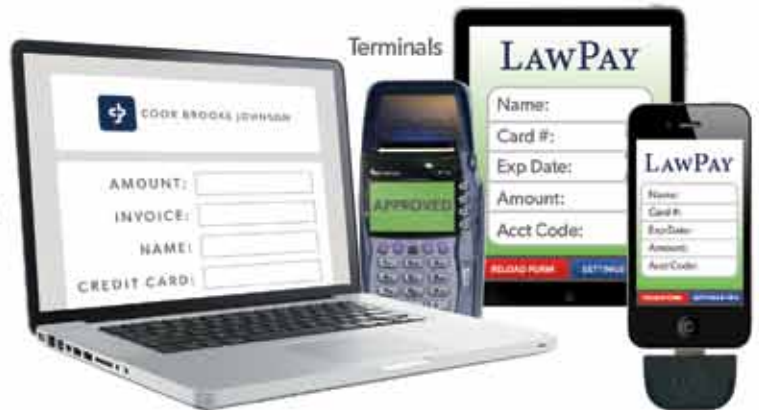 COOK BROOKE JOHNSON
AMOUNT:
INVOICE:
NAME:
CREDIT CARD:
Terminals
APPROVED
LAWPAY
Name:
Card #:
Exp Date:
Amount:
Acct Code:
RELOAD FORM
SETTINGS
LAWPAY
Name:
Card #:
Exp Date:
Amount:
Acct Code: